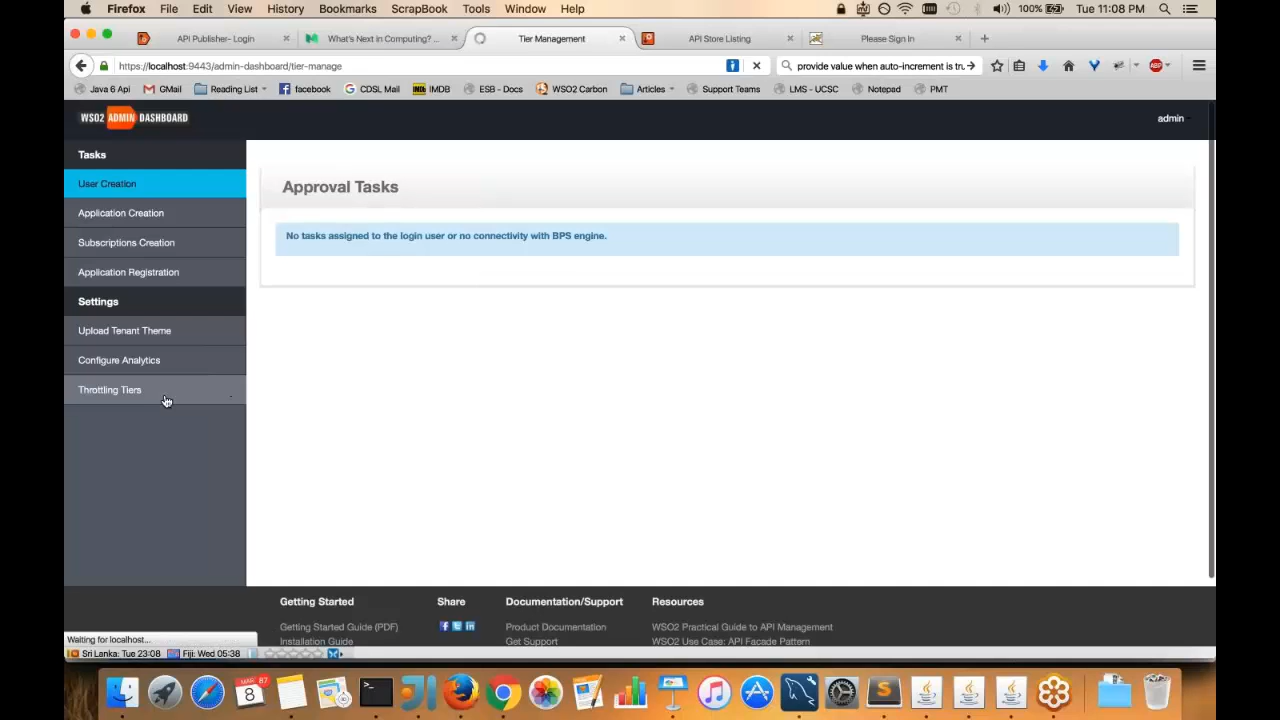 Firefox File Edit View History Bookmarks ScrapBook Tools Window Help 100% Tue 11:08 PM
API Publisher- Login × What's Next in Computing? ... × Tier Management × API Store Listing × Please Sign In × +
https://localhost:9443/admin-dashboard/tier-manage provide value when auto-increment is tru
Java 6 Api GMail Reading List facebook CDSL Mail IMDB ESB - Docs WSO2 Carbon Articles Support Teams LMS - UCSC Notepad PMT
WSO2 ADMIN DASHBOARD admin
Tasks
User Creation
Application Creation
Subscriptions Creation
Application Registration
Settings
Upload Tenant Theme
Configure Analytics
Throttling Tiers
Approval Tasks
No tasks assigned to the login user or no connectivity with BPS engine.
Getting Started Share Documentation/Support Resources
Getting Started Guide (PDF) Product Documentation WSO2 Practical Guide to API Management
Installation Guide Get Support WSO2 Use Case: API Facade Pattern
Waiting for localhost...
Sri Lanka: Tue 23:08 Fiji: Wed 05:38